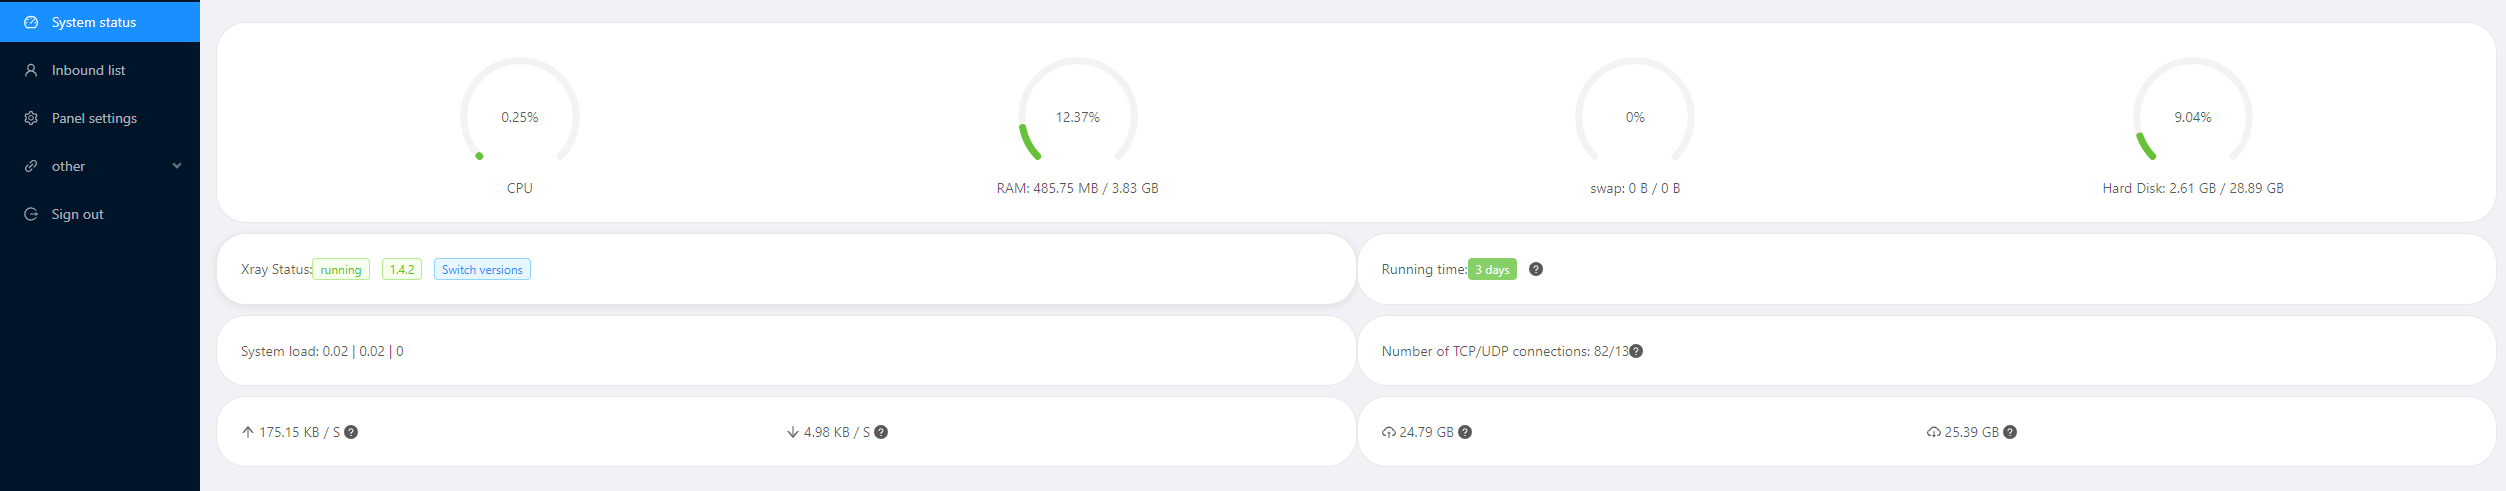 System status
Inbound list
Panel settings
other
Sign out
0.25%
12.37%
0%
9.04%
CPU
RAM: 485.75 MB / 3.83 GB
swap: 0 B / 0 B
Hard Disk: 2.61 GB / 28.89 GB
Xray Status: running 1.4.2 Switch versions
Running time: 3 days ?
System load: 0.02 | 0.02 | 0
Number of TCP/UDP connections: 82/13 ?
175.15 KB / S ?
4.98 KB / S ?
24.79 GB ?
25.39 GB ?